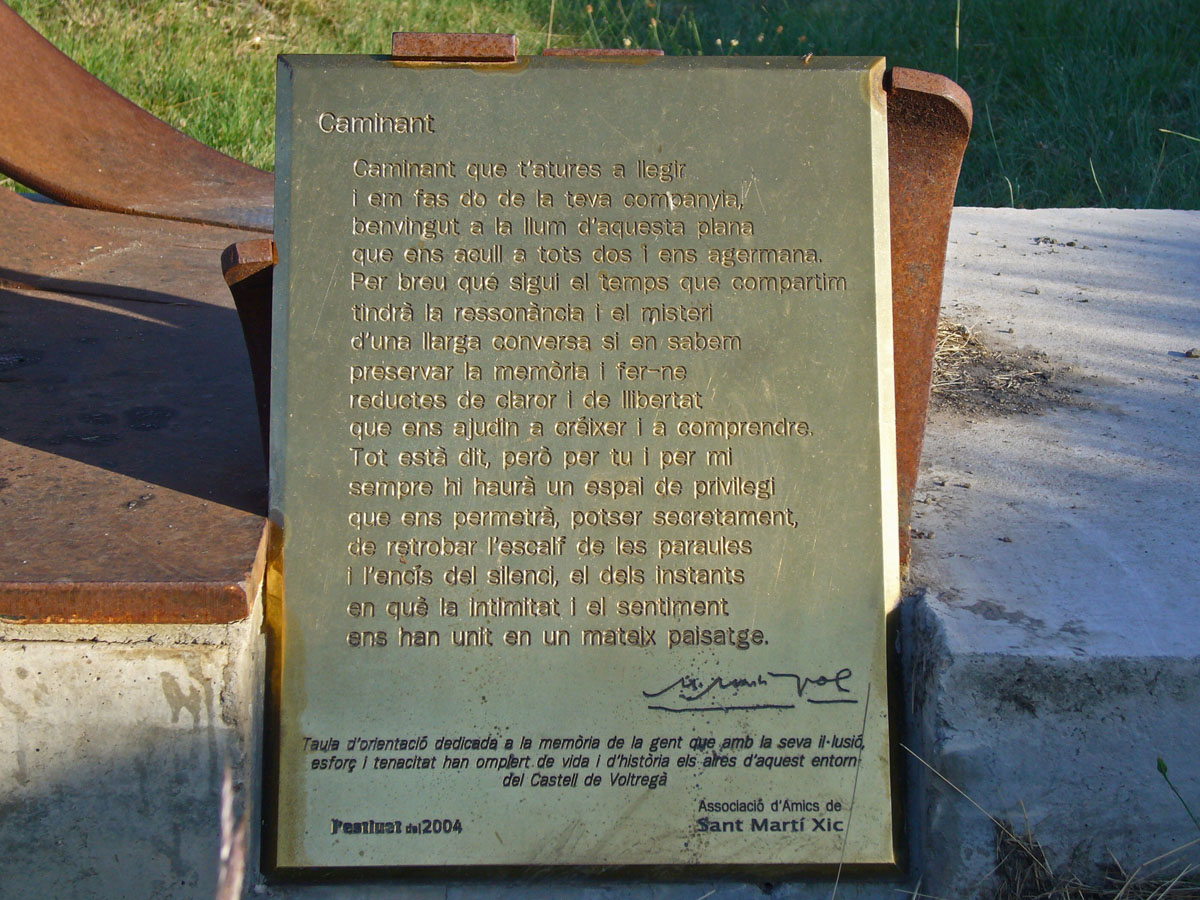 Caminant
Caminant que t'atures a llegir
i em fas do de la teva companyia,
benvingut a la llum d'aquesta plana
que ens acull a tots dos i ens agermana.
Per breu que sigui el temps que compartim
tindrà la ressonància i el misteri
d'una llarga conversa si en sabem
preservar la memòria i fer-ne
reductes de claror i de llibertat
que ens ajudin a créixer i a comprendre.
Tot està dit, però per tu i per mi
sempre hi haurà un espai de privilegi
que ens permetrà, potser secretament,
de retrobar l'escalf de les paraules
i l'encís del silenci, el dels instants
en què la intimitat i el sentiment
ens han unit en un mateix paisatge.
M. Martí Pol
Taula d'orientació dedicada a la memòria de la gent que amb la seva il·lusió,
esforç i tenacitat han omplert de vida i d'història els aires d'aquest entorn
del Castell de Voltregà
Festiuet del 2004
Associació d'Amics de
Sant Martí Xic